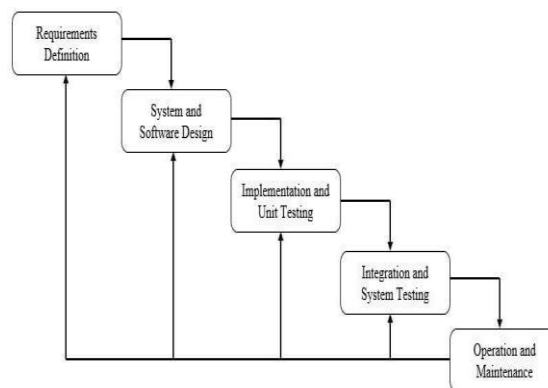 Requirements
Definition
System and
Software Design
Implementation and
Unit Testing
Integration and
System Testing
Operation and
Maintenance